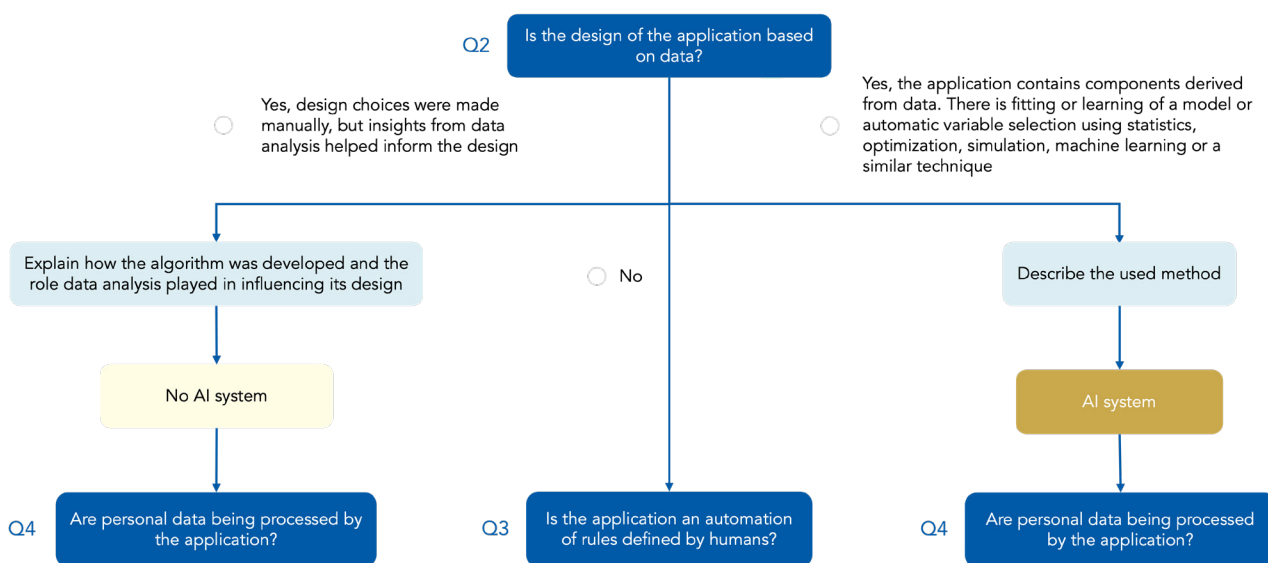 Q2
Is the design of the application based
on data?
Yes, design choices were made
manually, but insights from data
analysis helped inform the design
Yes, the application contains components derived
from data. There is fitting or learning of a model or
automatic variable selection using statistics,
optimization, simulation, machine learning or a
similar technique
Explain how the algorithm was developed and the
role data analysis played in influencing its design
No
Describe the used method
No AI system
AI system
Q4
Are personal data being processed by
the application?
Q3
Is the application an automation
of rules defined by humans?
Q4
Are personal data being processed
by the application?